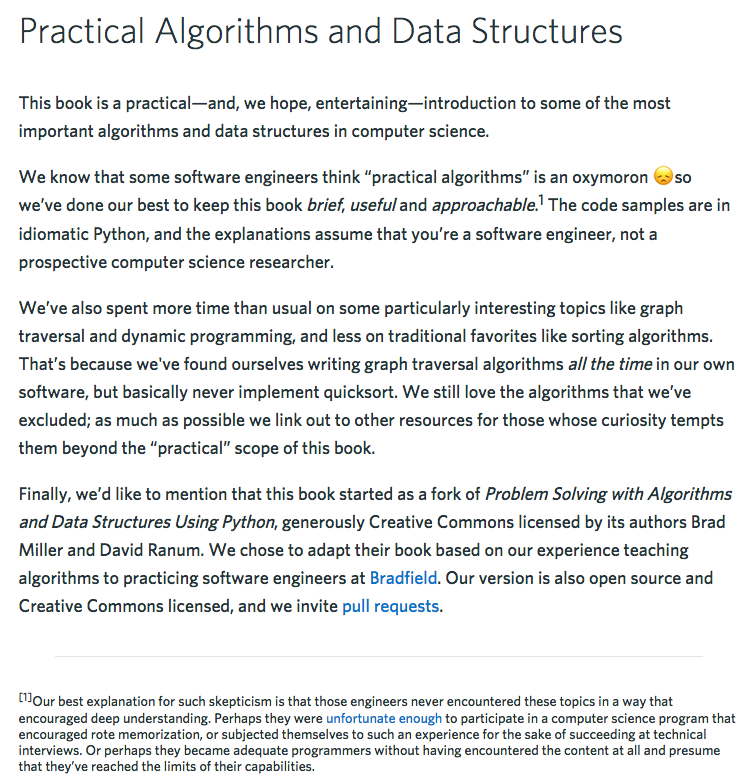 Practical Algorithms and Data Structures
This book is a practical—and, we hope, entertaining—introduction to some of the most
important algorithms and data structures in computer science.
We know that some software engineers think “practical algorithms” is an oxymoron 😞so
we’ve done our best to keep this book brief, useful and approachable.1 The code samples are in
idiomatic Python, and the explanations assume that you’re a software engineer, not a
prospective computer science researcher.
We’ve also spent more time than usual on some particularly interesting topics like graph
traversal and dynamic programming, and less on traditional favorites like sorting algorithms.
That’s because we've found ourselves writing graph traversal algorithms all the time in our own
software, but basically never implement quicksort. We still love the algorithms that we’ve
excluded; as much as possible we link out to other resources for those whose curiosity tempts
them beyond the “practical” scope of this book.
Finally, we’d like to mention that this book started as a fork of Problem Solving with Algorithms
and Data Structures Using Python, generously Creative Commons licensed by its authors Brad
Miller and David Ranum. We chose to adapt their book based on our experience teaching
algorithms to practicing software engineers at Bradfield. Our version is also open source and
Creative Commons licensed, and we invite pull requests.
[1]Our best explanation for such skepticism is that those engineers never encountered these topics in a way that
encouraged deep understanding. Perhaps they were unfortunate enough to participate in a computer science program that
encouraged rote memorization, or subjected themselves to such an experience for the sake of succeeding at technical
interviews. Or perhaps they became adequate programmers without having encountered the content at all and presume
that they’ve reached the limits of their capabilities.